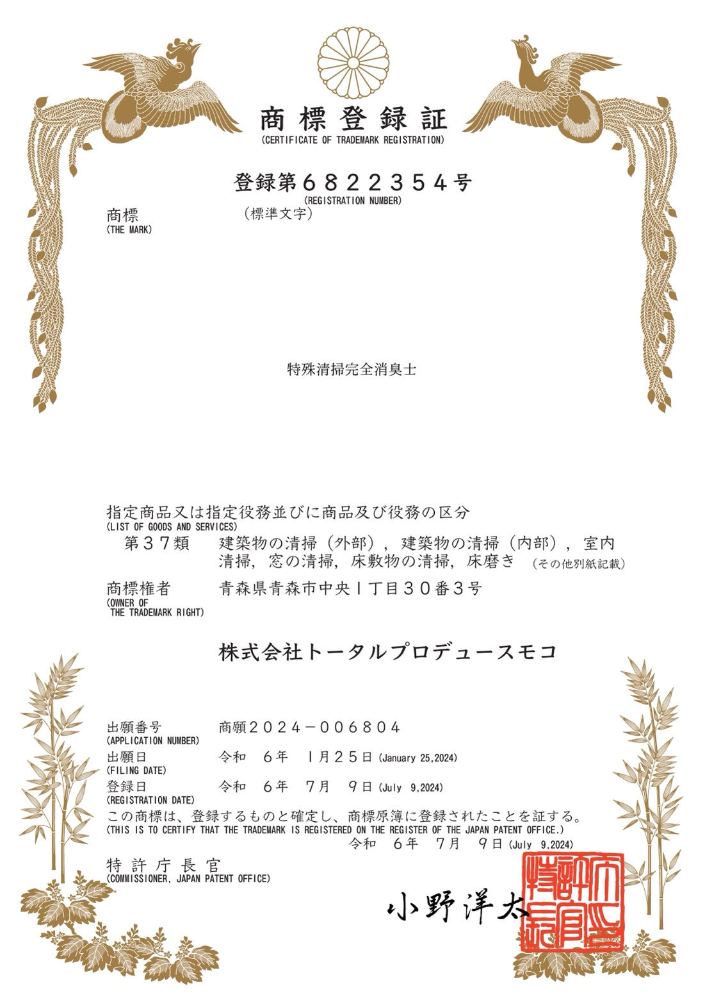 商標登録証
(CERTIFICATE OF TRADEMARK REGISTRATION)
登録第6822354号
(REGISTRATION NUMBER)
商標 （標準文字）
(THE MARK)
特殊清掃完全消臭士
指定商品又は指定役務並びに商品及び役務の区分
(LIST OF GOODS AND SERVICES)
第37類 建築物の清掃（外部），建築物の清掃（内部），室内
清掃，窓の清掃，床敷物の清掃，床磨き （その他別紙記載）
商標権者 青森県青森市中央1丁目30番3号
(OWNER OF
THE TRADEMARK RIGHT)
株式会社トータルプロデュースモコ
出願番号 商願2024－006804
(APPLICATION NUMBER)
出願日 令和 6年 1月25日 (January 25,2024)
(FILING DATE)
登録日 令和 6年 7月 9日 (July 9,2024)
(REGISTRATION DATE)
この商標は、登録するものと確定し、商標原簿に登録されたことを証する。
(THIS IS TO CERTIFY THAT THE TRADEMARK IS REGISTERED ON THE REGISTER OF THE JAPAN PATENT OFFICE.)
令和 6年 7月 9日 (July 9,2024)
特許庁長官
(COMMISSIONER, JAPAN PATENT OFFICE)
小野洋太